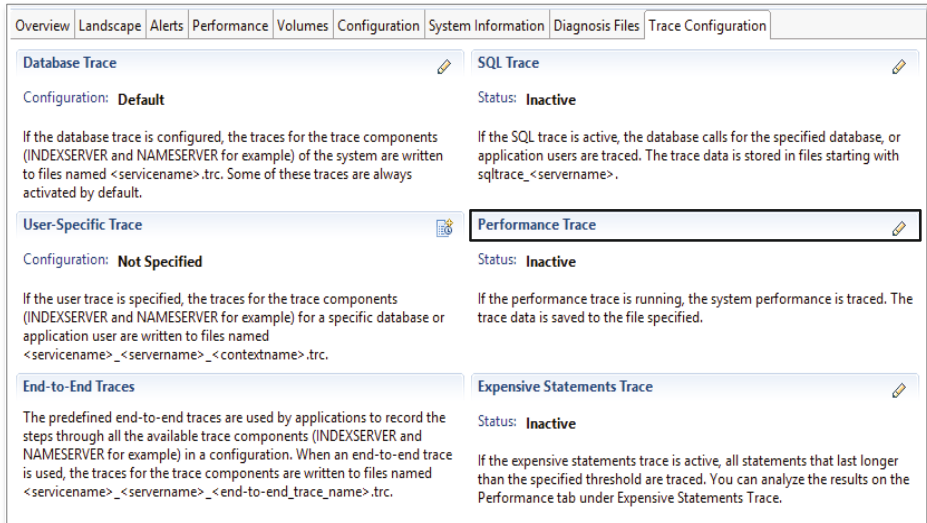 Overview Landscape Alerts Performance Volumes Configuration System Information Diagnosis Files Trace Configuration
Database Trace
Configuration: Default
If the database trace is configured, the traces for the trace components
(INDEXSERVER and NAMESERVER for example) of the system are written
to files named <servicename>.trc. Some of these traces are always
activated by default.
SQL Trace
Status: Inactive
If the SQL trace is active, the database calls for the specified database, or
application users are traced. The trace data is stored in files starting with
sqltrace_<servername>.
User-Specific Trace
Configuration: Not Specified
If the user trace is specified, the traces for the trace components
(INDEXSERVER and NAMESERVER for example) for a specific database or
application user are written to files named
<servicename>_<servername>_<contextname>.trc.
Performance Trace
Status: Inactive
If the performance trace is running, the system performance is traced. The
trace data is saved to the file specified.
End-to-End Traces
The predefined end-to-end traces are used by applications to record the
steps through all the available trace components (INDEXSERVER and
NAMESERVER for example) in a configuration. When an end-to-end trace
is used, the traces for the trace components are written to files named
<servicename>_<servername>_<end-to-end_trace_name>.trc.
Expensive Statements Trace
Status: Inactive
If the expensive statements trace is active, all statements that last longer
than the specified threshold are traced. You can analyze the results on the
Performance tab under Expensive Statements Trace.